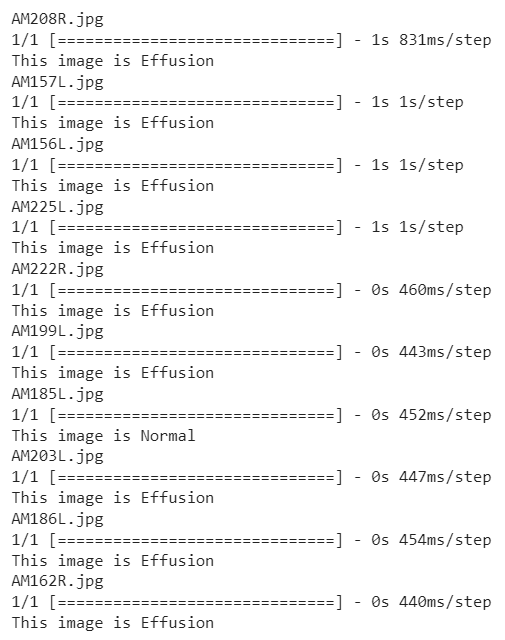 AM208R.jpg
1/1 [==============================] - 1s 831ms/step
This image is Effusion
AM157L.jpg
1/1 [==============================] - 1s 1s/step
This image is Effusion
AM156L.jpg
1/1 [==============================] - 1s 1s/step
This image is Effusion
AM225L.jpg
1/1 [==============================] - 1s 1s/step
This image is Effusion
AM222R.jpg
1/1 [==============================] - 0s 460ms/step
This image is Effusion
AM199L.jpg
1/1 [==============================] - 0s 443ms/step
This image is Effusion
AM185L.jpg
1/1 [==============================] - 0s 452ms/step
This image is Normal
AM203L.jpg
1/1 [==============================] - 0s 447ms/step
This image is Effusion
AM186L.jpg
1/1 [==============================] - 0s 454ms/step
This image is Effusion
AM162R.jpg
1/1 [==============================] - 0s 440ms/step
This image is Effusion